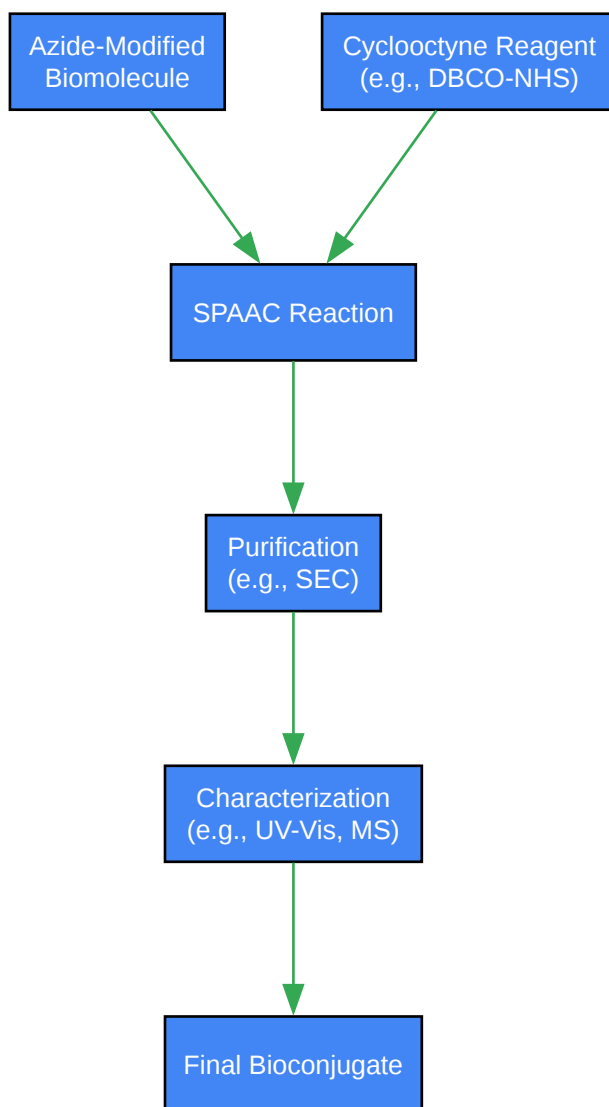 Azide-Modified
Biomolecule
Cyclooctyne Reagent
(e.g., DBCO-NHS)
SPAAC Reaction
Purification
(e.g., SEC)
Characterization
(e.g., UV-Vis, MS)
Final Bioconjugate